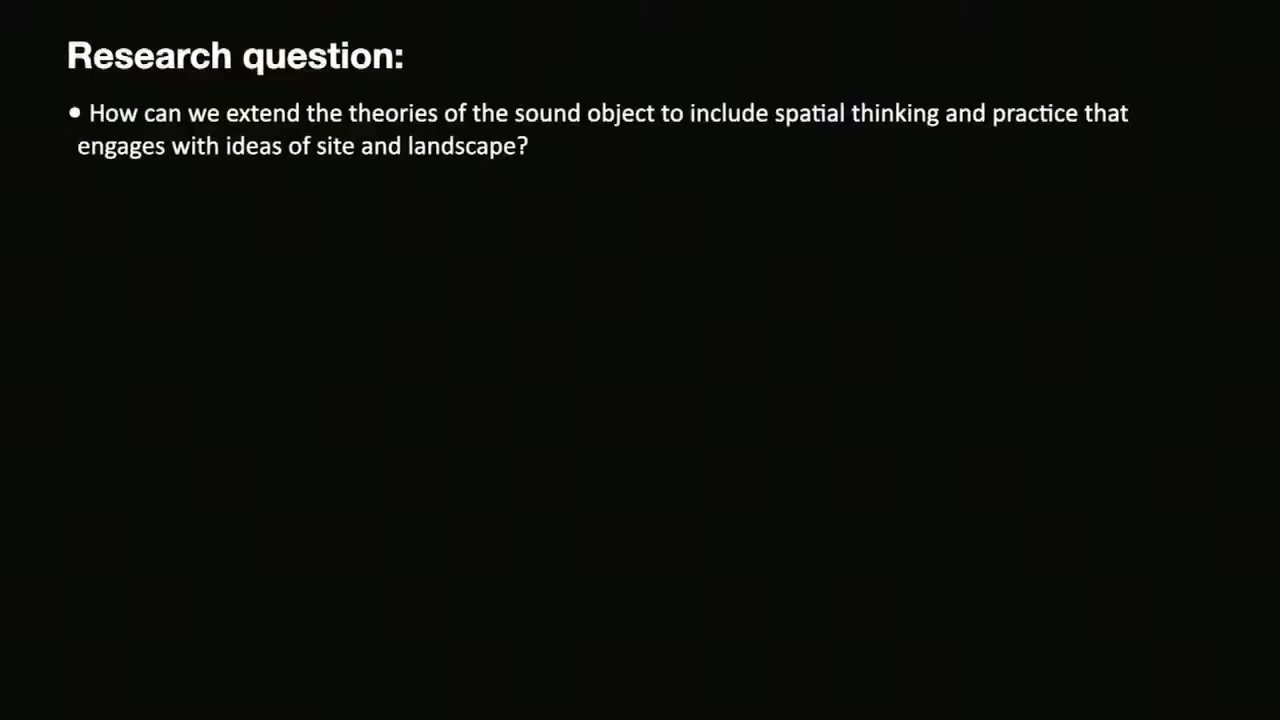 Research question:
• How can we extend the theories of the sound object to include spatial thinking and practice that
engages with ideas of site and landscape?